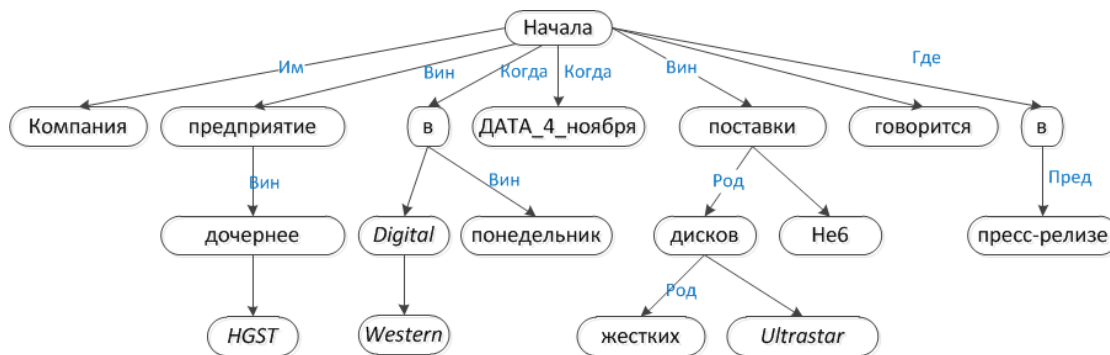 Начала
Им
Вин
Когда
Когда
Вин
Где
Компания
предприятие
в
ДАТА_4_ноября
поставки
говорится
в
Вин
Вин
Род
Пред
дочернее
Digital
понедельник
дисков
He6
пресс-релизе
Род
HGST
Western
жестких
Ultrastar